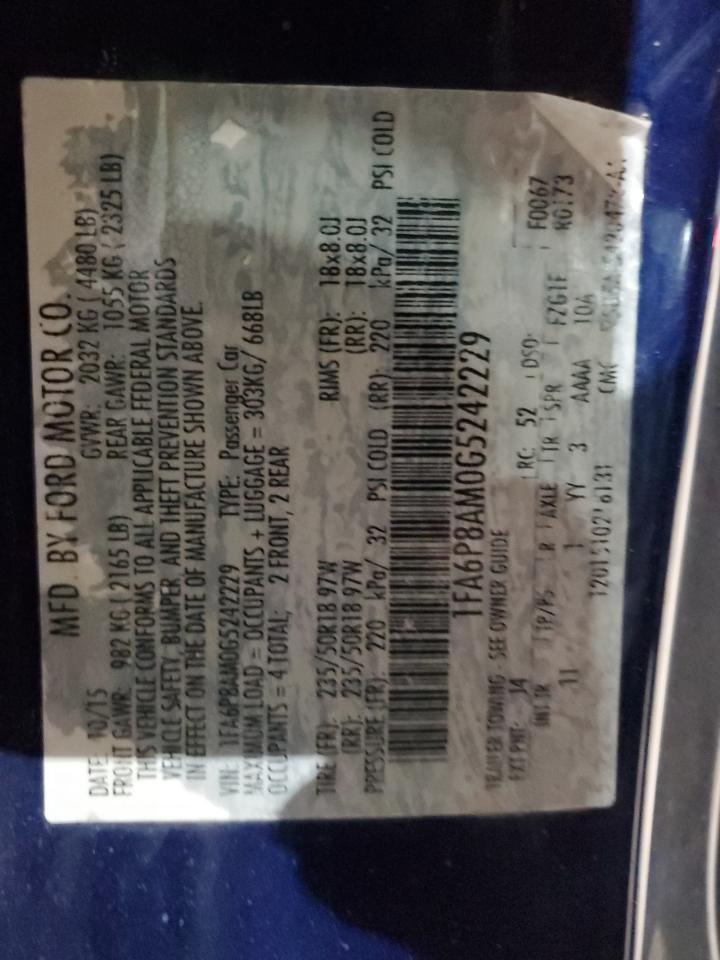 MFD. BY FORD MOTOR CO.
DATE: 10/15 GVWR: 2032 KG ( 4480 LB)
FRONT GAWR: 982 KG ( 2165 LB) REAR GAWR: 1055 KG ( 2325 LB)
THIS VEHICLE CONFORMS TO ALL APPLICABLE FEDERAL MOTOR
VEHICLE SAFETY, BUMPER, AND THEFT PREVENTION STANDARDS
IN EFFECT ON THE DATE OF MANUFACTURE SHOWN ABOVE.
VIN: 1FA6P8AM0G5242229 TYPE: Passenger Car
MAXIMUM LOAD = OCCUPANTS + LUGGAGE = 303KG/ 668LB
OCCUPANTS = 4 TOTAL; 2 FRONT, 2 REAR
TIRE (FR): 235/50R18 97W RIMS (FR): 18x8.0J
(RR): 235/50R18 97W (RR): 18x8.0J
PRESSURE (FR): 220 kPa/ 32 PSI COLD (RR): 220 kPa/ 32 PSI COLD
1FA6P8AM0G5242229
TRAILER TOWING - SEE OWNER GUIDE
EXT PNT: J4 RC: 52 DSO: F0067
INT TR TP/PS R AXLE TR SPR FZG1F R0173
11 1 YY 3 AAAA 10A
CMC